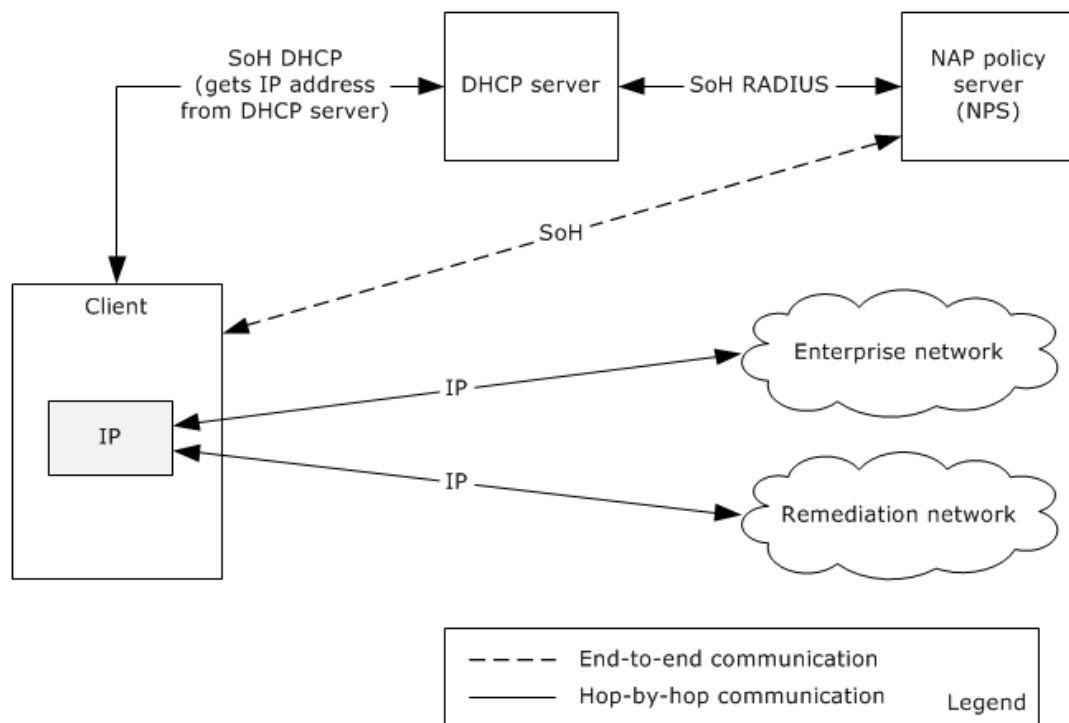 SoH DHCP
(gets IP address
from DHCP server)
DHCP server
SoH RADIUS
NAP policy
server
(NPS)
SoH
Client
Enterprise network
IP
IP
IP
Remediation network
End-to-end communication
Hop-by-hop communication
Legend